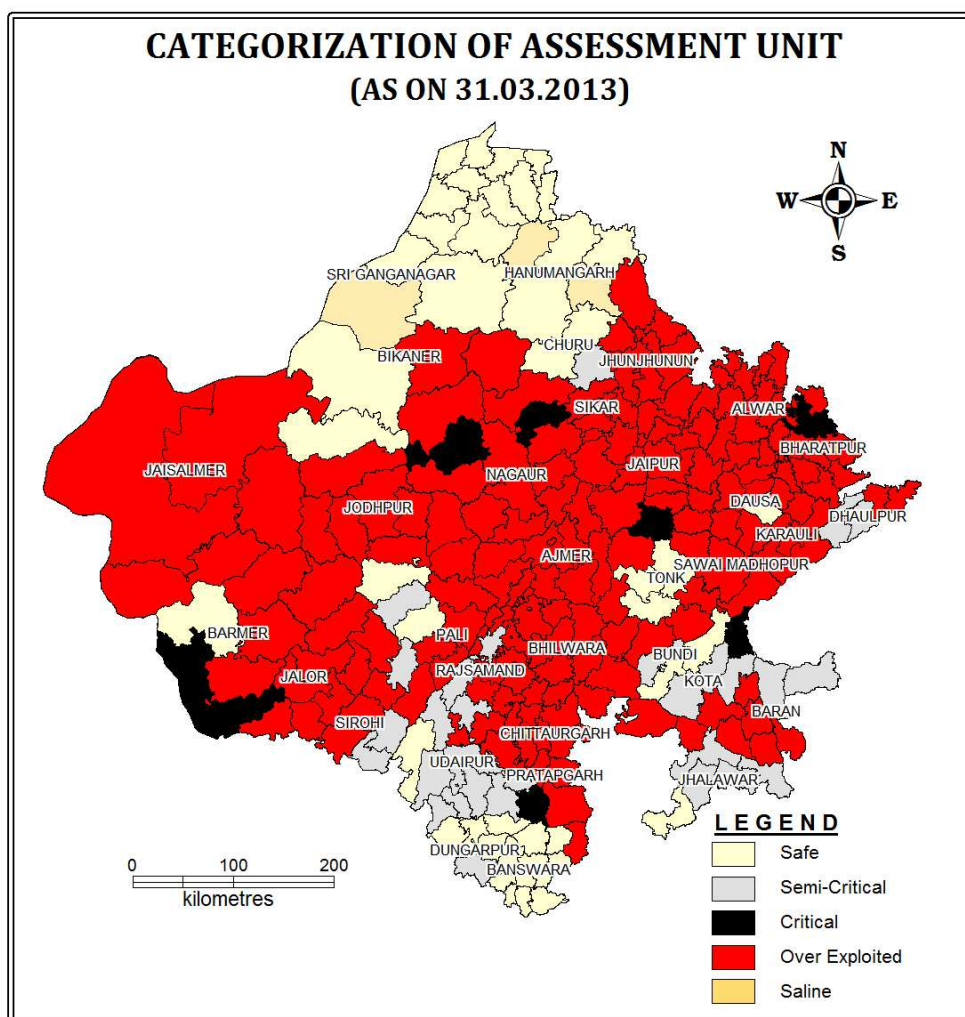 CATEGORIZATION OF ASSESSMENT UNIT
(AS ON 31.03.2013)
N
W E
S
SRI GANGANAGAR
HANUMANGARH
CHURU
BIKANER
JHUNJHUNUN
SIKAR
ALWAR
BHARATPUR
JAISALMER
NAGAUR
JAIPUR
JODHPUR
DAUSA
DHAULPUR
KARAULI
AJMER
SAWAI MADHOPUR
TONK
BARMER
PALI
BHILWARA
BUNDI
RAJSAMAND
JALOR
KOTA
BARAN
SIROHI
CHITTAURGARH
UDAIPUR
PRATAPGARH
JHALAWAR
DUNGARPUR
BANSWARA
0 100 200
kilometres
LEGEND
Safe
Semi-Critical
Critical
Over Exploited
Saline